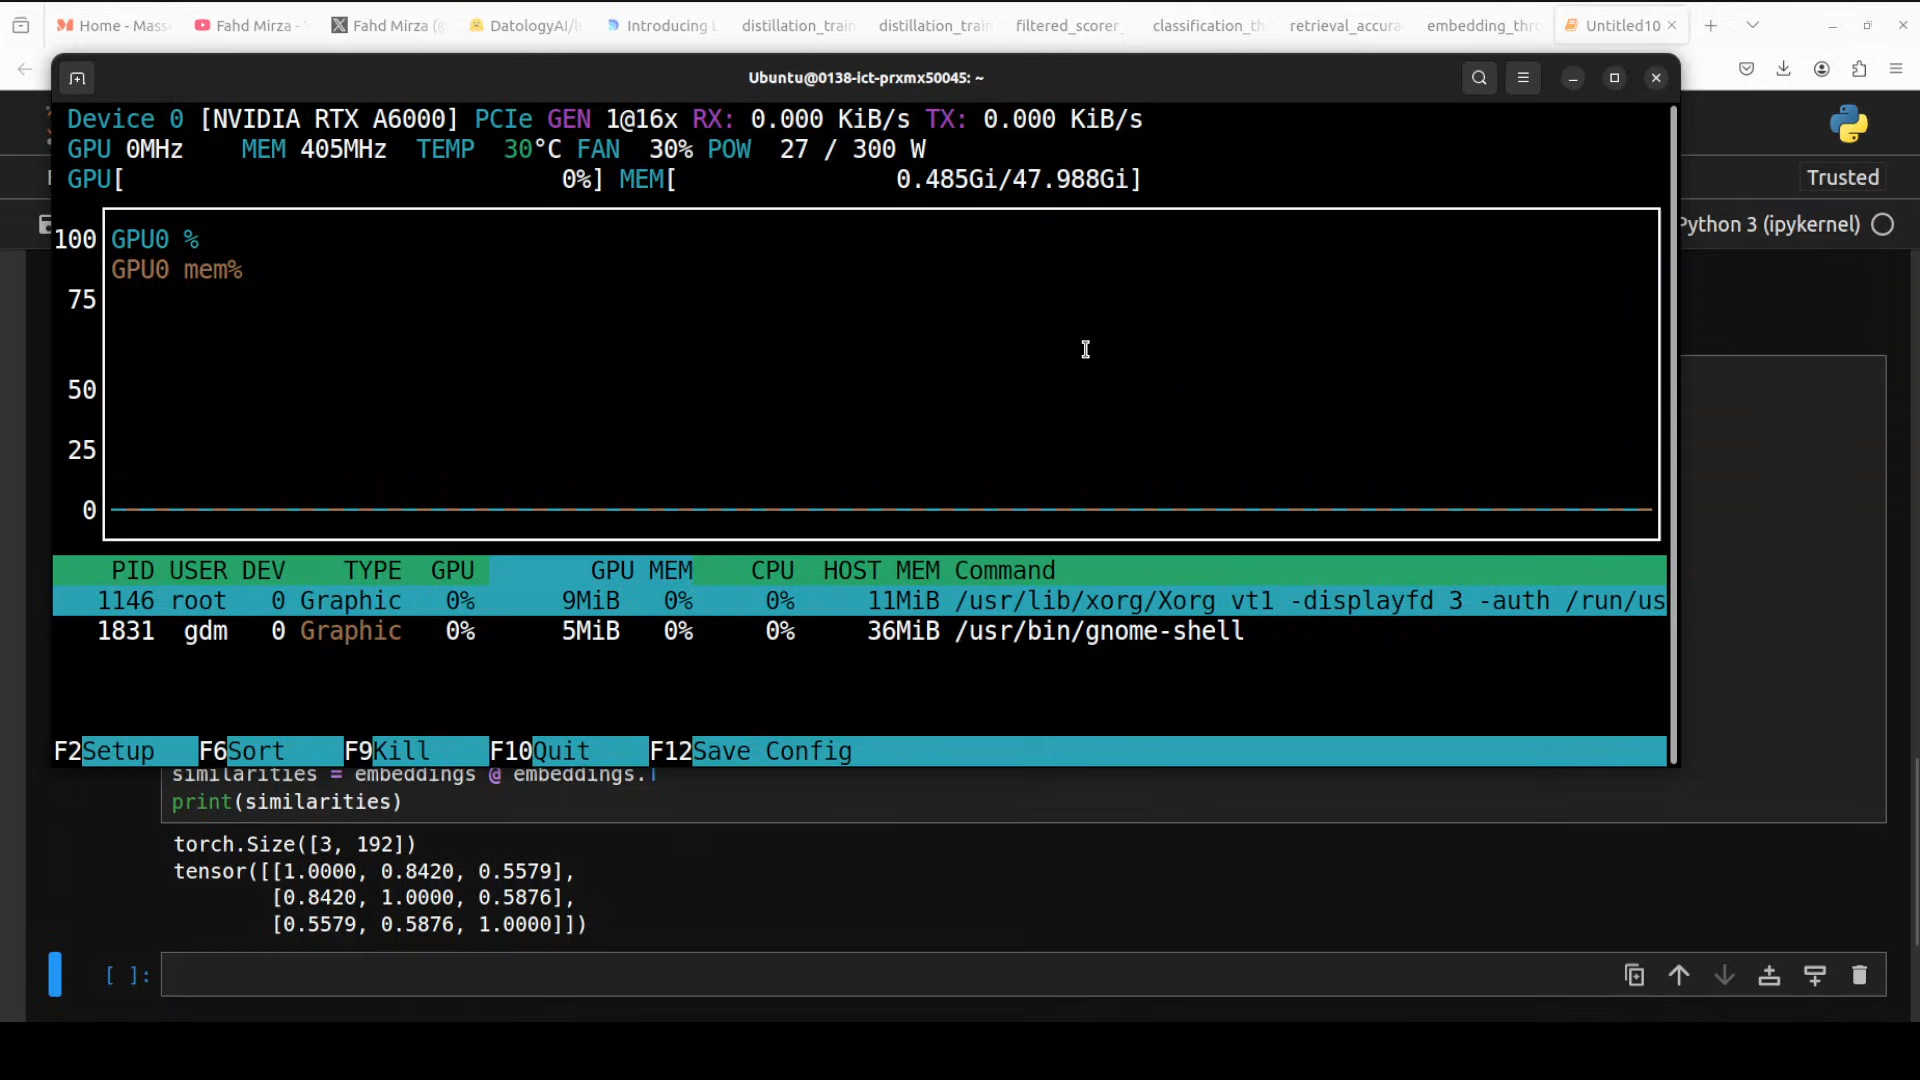 Home - Mass
Fahd Mirza -
Fahd Mirza (@
DatologyAI/l
Introducing L
distillation_train
distillation_train
filtered_scorer_
classification_th
retrieval_accura
embedding_thr
Untitled10
Ubuntu@0138-ict-prxmx50045: ~
Device 0 [NVIDIA RTX A6000] PCIe GEN 1@16x RX: 0.000 KiB/s TX: 0.000 KiB/s
GPU 0MHz MEM 405MHz TEMP 30°C FAN 30% POW 27 / 300 W
GPU[ 0%] MEM[ 0.485Gi/47.988Gi]
Trusted
Python 3 (ipykernel)
100
GPU0 %
GPU0 mem%
75
50
25
0
PID USER DEV TYPE GPU GPU MEM CPU HOST MEM Command
1146 root 0 Graphic 0% 9MiB 0% 0% 11MiB /usr/lib/xorg/Xorg vt1 -displayfd 3 -auth /run/us
1831 gdm 0 Graphic 0% 5MiB 0% 0% 36MiB /usr/bin/gnome-shell
F2Setup F6Sort F9Kill F10Quit F12Save Config
similarities = embeddings @ embeddings.T
print(similarities)
torch.Size([3, 192])
tensor([[1.0000, 0.8420, 0.5579],
[0.8420, 1.0000, 0.5876],
[0.5579, 0.5876, 1.0000]])
[ ]: